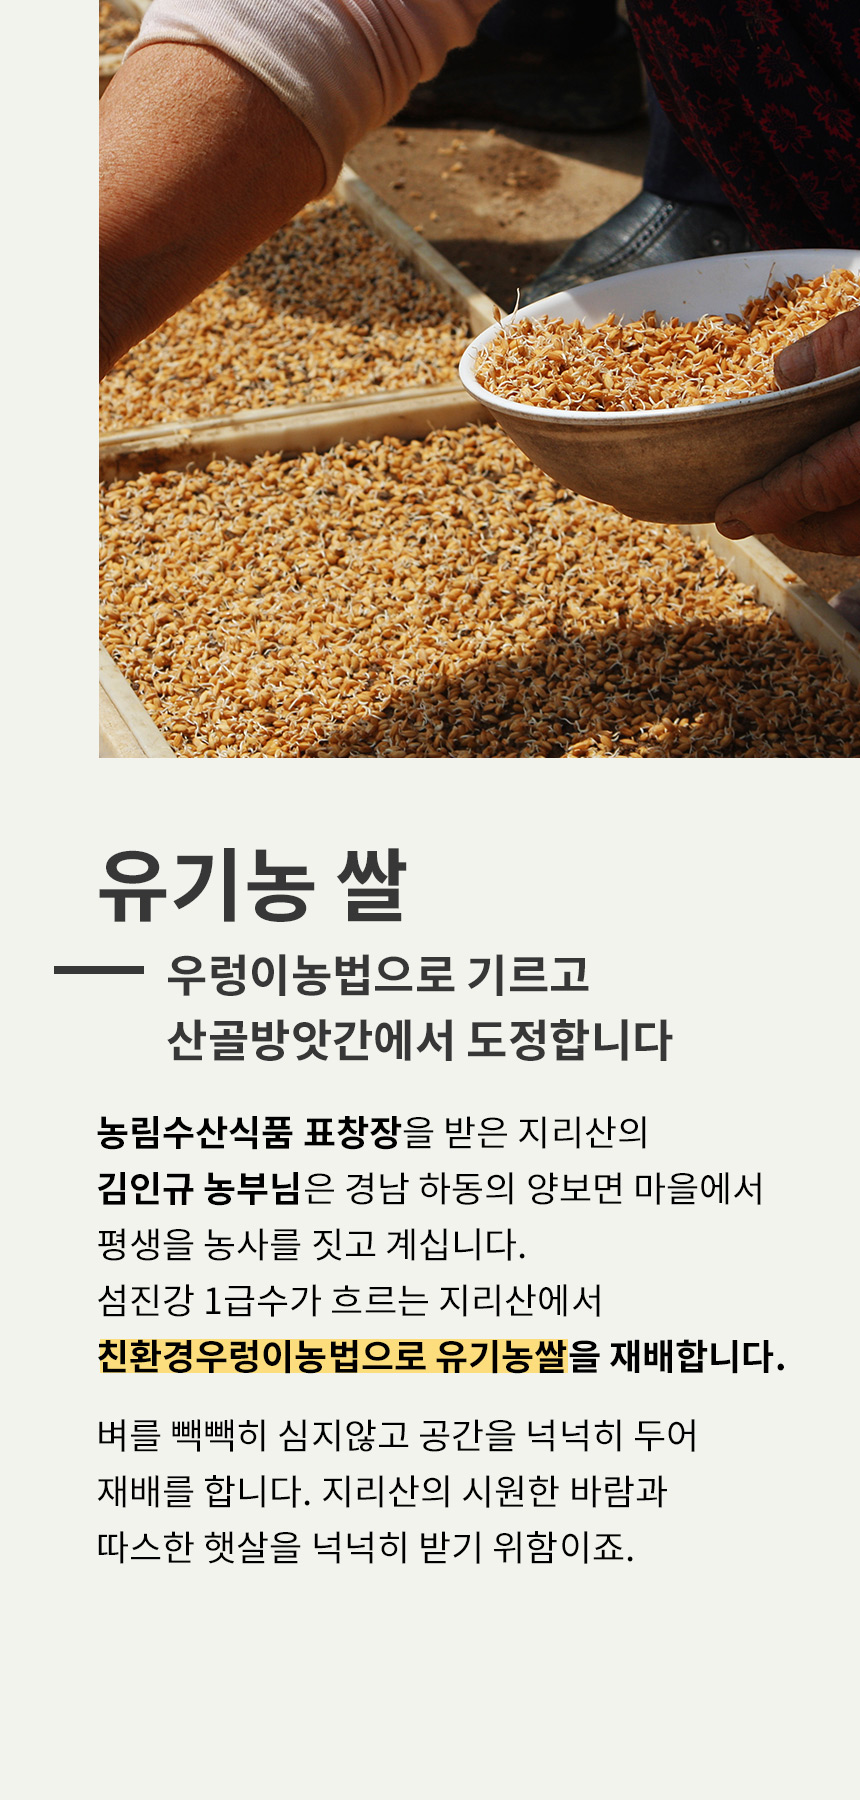 유기농 쌀
우렁이농법으로 기르고
산골방앗간에서 도정합니다
농림수산식품 표창장을 받은 지리산의
김인규 농부님은 경남 하동의 양보면 마을에서
평생을 농사를 짓고 계십니다.
섬진강 1급수가 흐르는 지리산에서
친환경우렁이농법으로 유기농쌀을 재배합니다.
벼를 빽빽히 심지않고 공간을 넉넉히 두어
재배를 합니다. 지리산의 시원한 바람과
따스한 햇살을 넉넉히 받기 위함이죠.